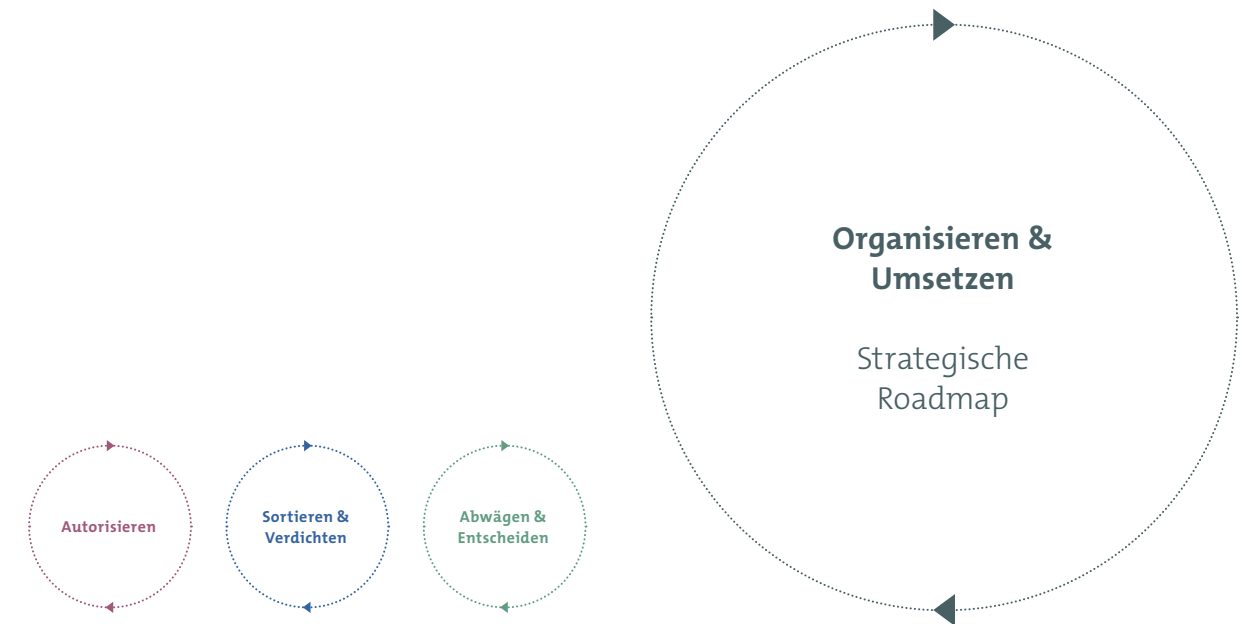 Organisieren &
Umsetzen
Strategische
Roadmap
Autorisieren
Sortieren &
Verdichten
Abwägen &
Entscheiden